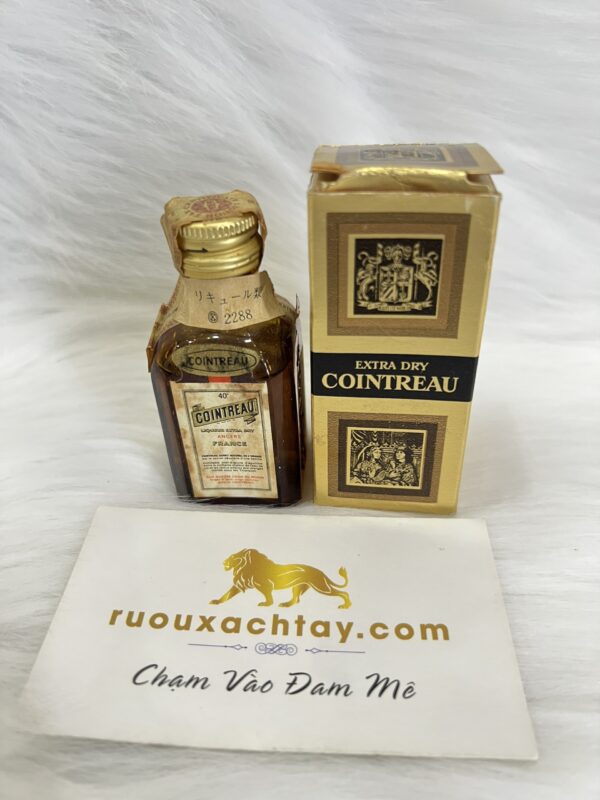 リキュール類
2288
COINTREAU
40°
COINTREAU
LIQUEUR EXTRA DRY
ANGERS
FRANCE
EXTRA DRY
COINTREAU
ruouxachtay.com
Chạm Vào Đam Mê